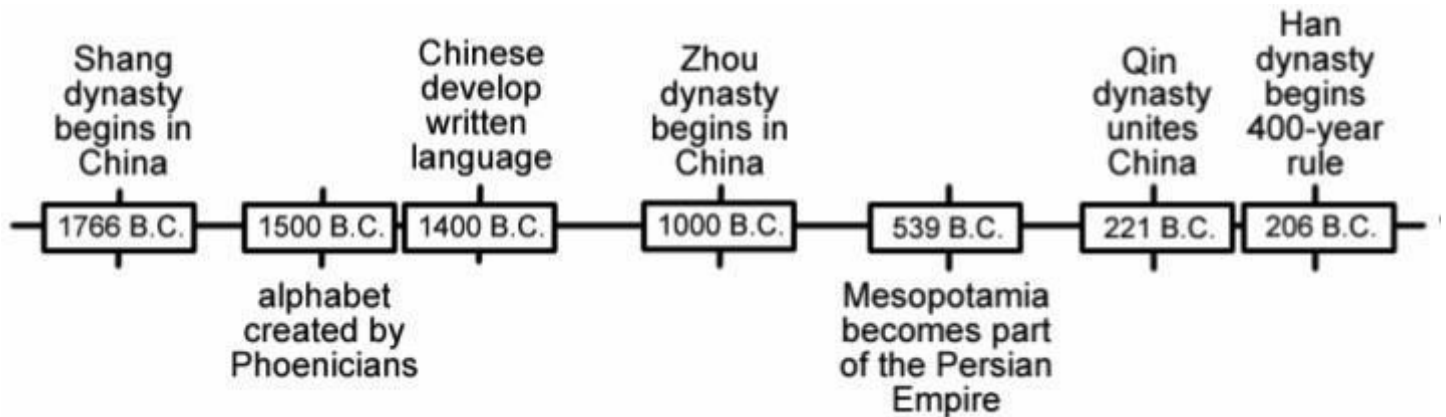 Shang
dynasty
begins in
China
Chinese
develop
written
language
Zhou
dynasty
begins in
China
Qin
dynasty
unites
China
Han
dynasty
begins
400-year
rule
1766 B.C.
1500 B.C.
1400 B.C.
1000 B.C.
539 B.C.
221 B.C.
206 B.C.
alphabet
created by
Phoenicians
Mesopotamia
becomes part
of the Persian
Empire